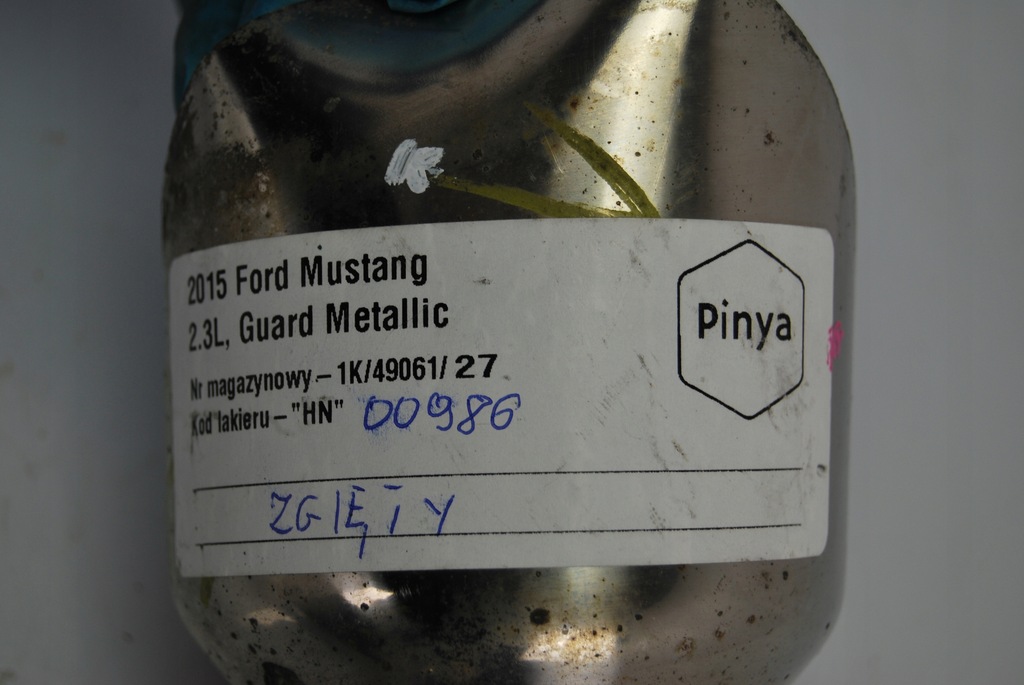 2015 Ford Mustang
2.3L, Guard Metallic
Pinya
Nr magazynowy – 1K/49061/ 27
Kod lakieru – "HN" 00986
ZGIĘTY